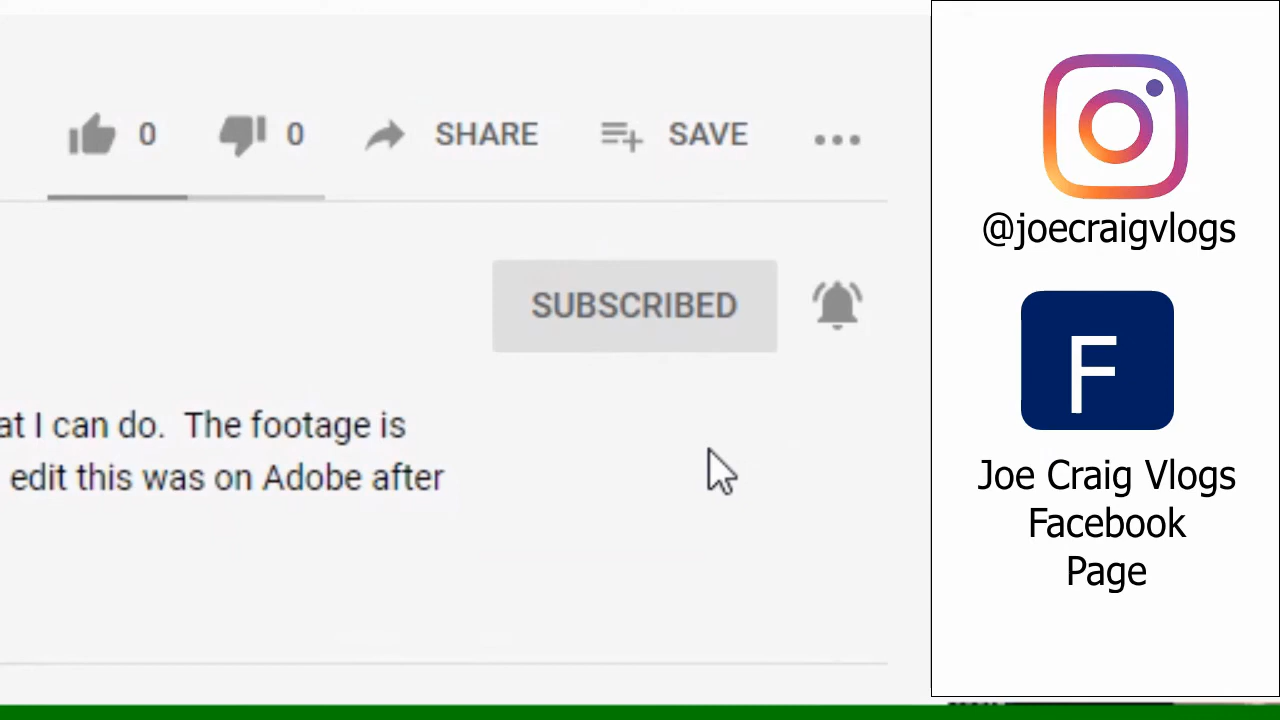 0 0 SHARE SAVE
SUBSCRIBED
at I can do. The footage is
edit this was on Adobe after
@joecraigvlogs
F
Joe Craig Vlogs
Facebook
Page